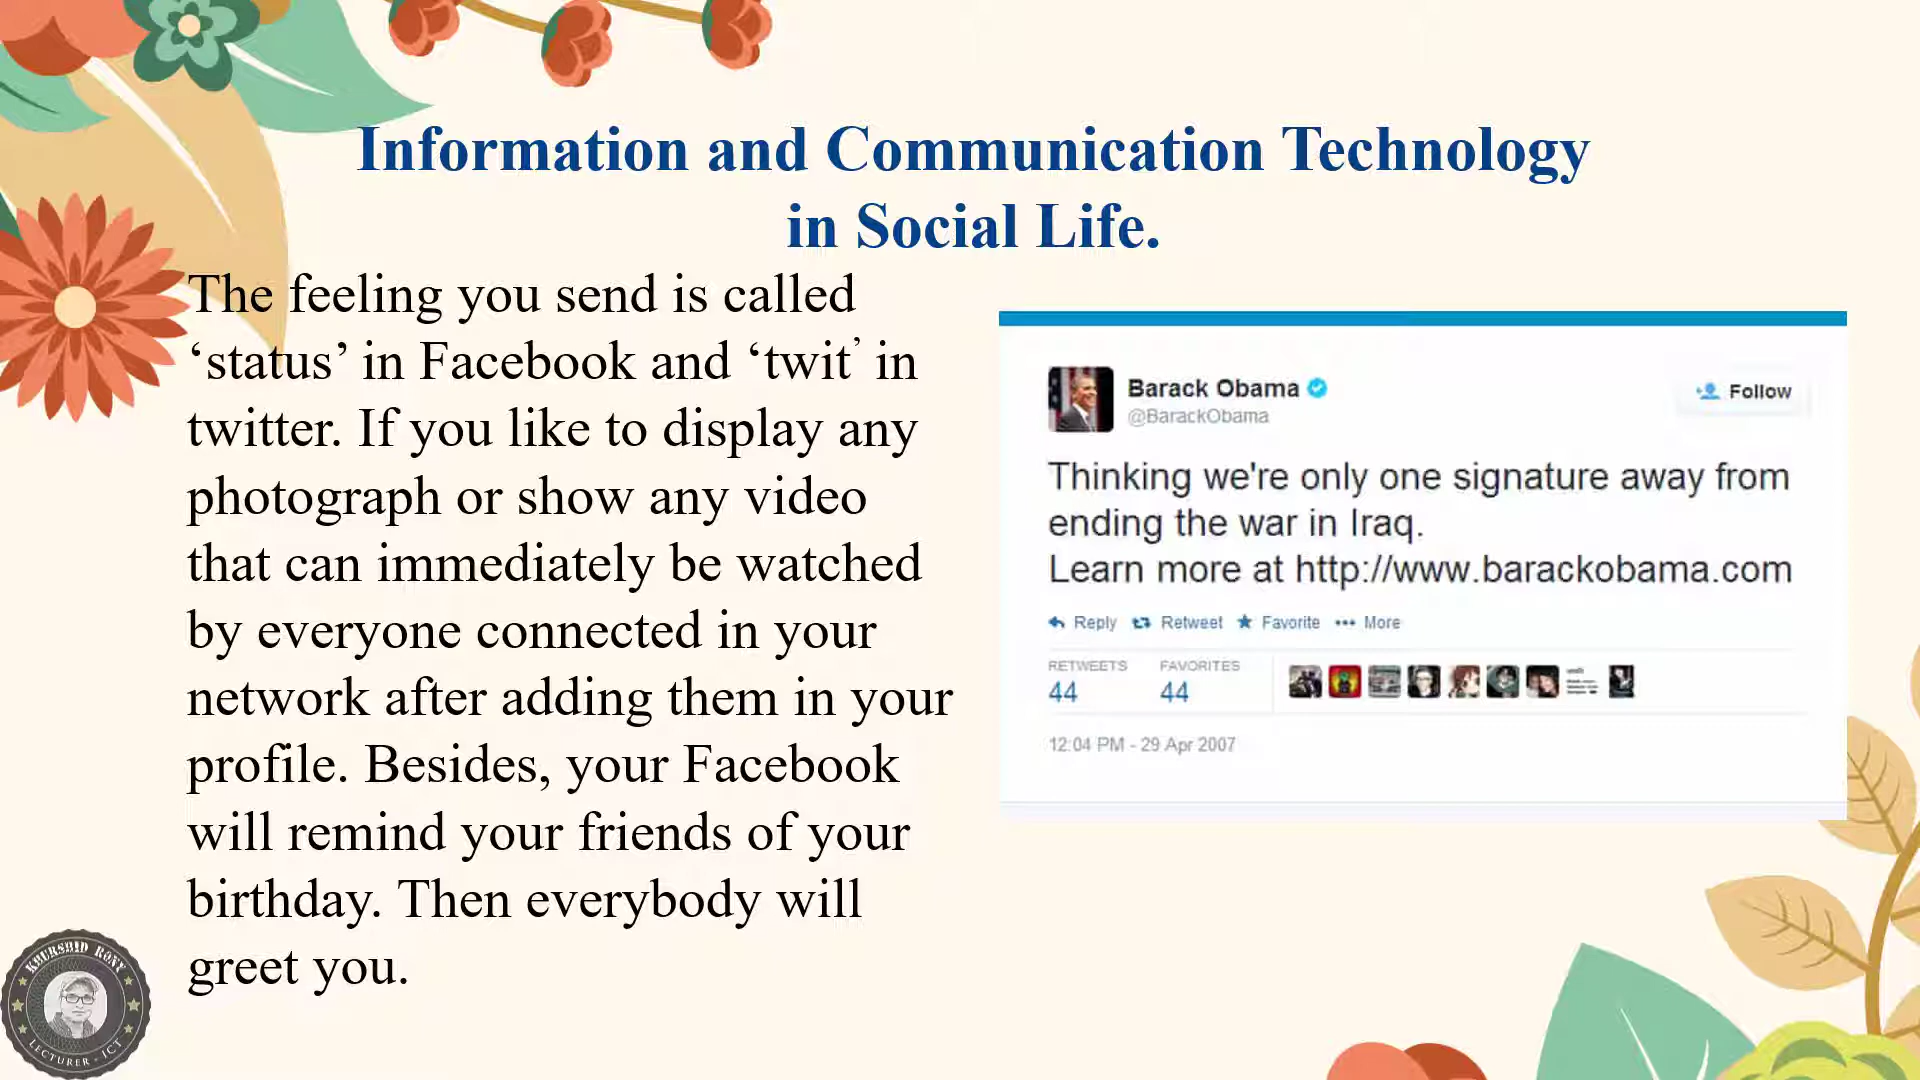 Information and Communication Technology
in Social Life.
The feeling you send is called
‘status’ in Facebook and ‘twit’ in
twitter. If you like to display any
photograph or show any video
that can immediately be watched
by everyone connected in your
network after adding them in your
profile. Besides, your Facebook
will remind your friends of your
birthday. Then everybody will
greet you.
Barack Obama
@BarackObama
Follow
Thinking we're only one signature away from
ending the war in Iraq.
Learn more at http://www.barackobama.com
Reply Retweet Favorite More
RETWEETS FAVORITES
44 44
12:04 PM - 29 Apr 2007
KHURSHID RONY
LECTURER - ICT